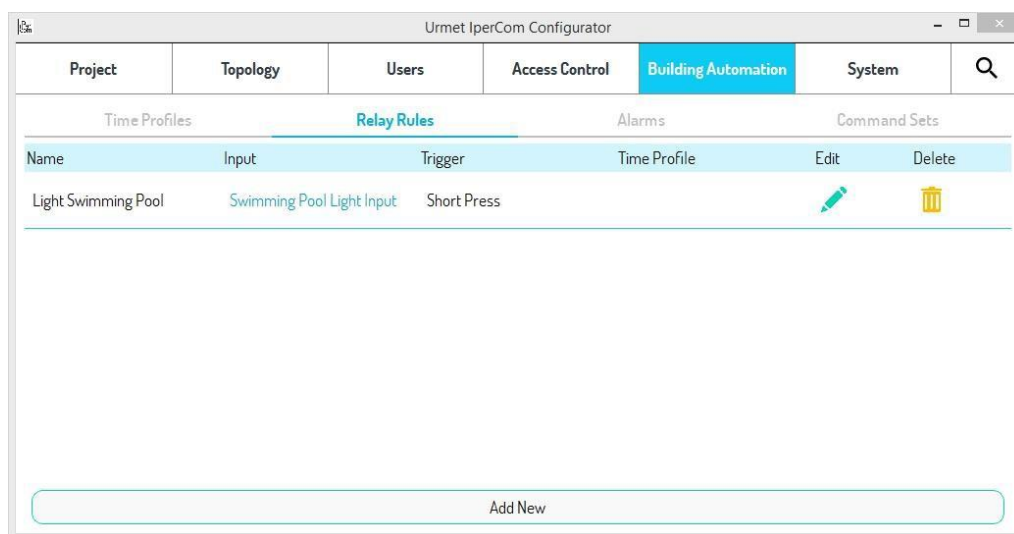 Urmet IperCom Configurator
Project Topology Users Access Control Building Automation System
Time Profiles Relay Rules Alarms Command Sets
Name Input Trigger Time Profile Edit Delete
Light Swimming Pool Swimming Pool Light Input Short Press
Add New